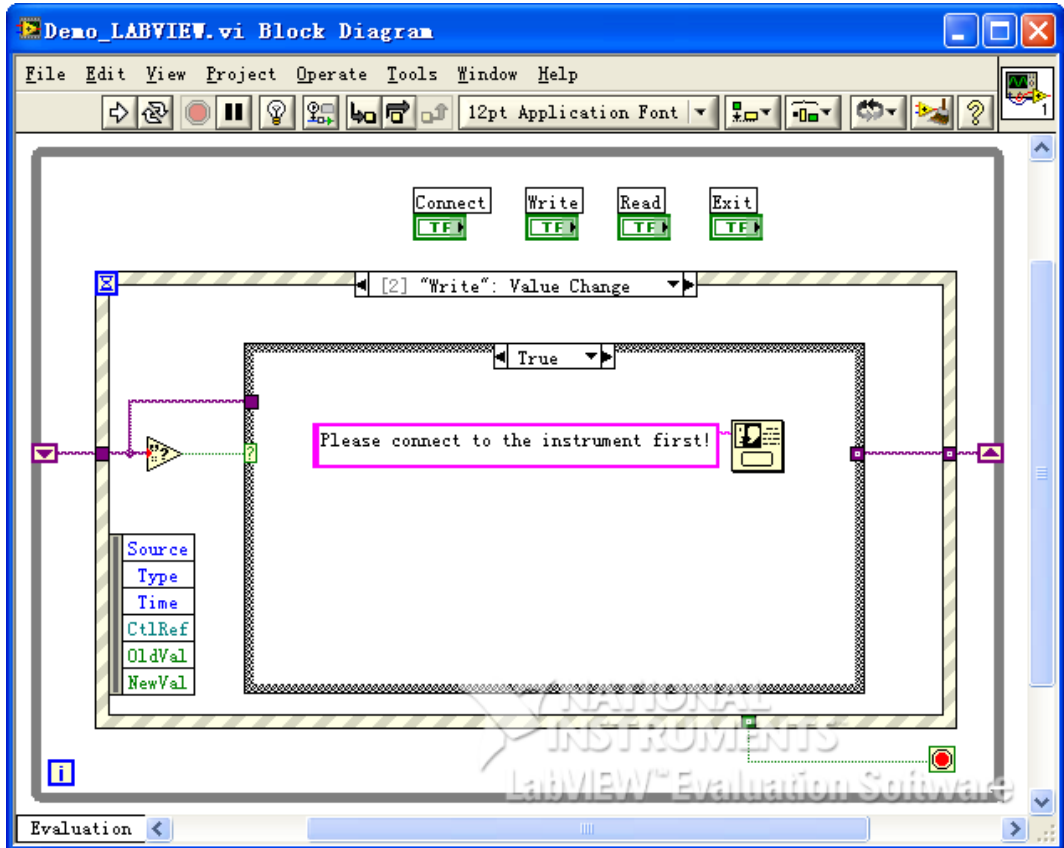 Demo_LABVIEW.vi Block Diagram
File Edit View Project Operate Tools Window Help
12pt Application Font
1
Connect Write Read Exit
TF TF TF TF
[2] "Write": Value Change
True
Please connect to the instrument first!
?
Source
Type
Time
CtlRef
OldVal
NewVal
NATIONAL
INSTRUMENTS
i
LabVIEW™ Evaluation Software
Evaluation